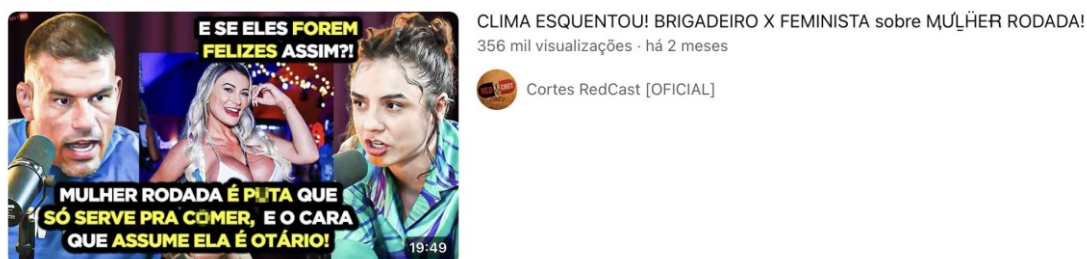 E SE ELES FOREM
FELIZES ASSIM?!
MULHER RODADA É PUTA QUE
SÓ SERVE PRA COMER, E O CARA
QUE ASSUME ELA É OTÁRIO!
19:49
CLIMA ESQUENTOU! BRIGADEIRO X FEMINISTA sobre MULHER RODADA!
356 mil visualizações · há 2 meses
Cortes RedCast [OFICIAL]